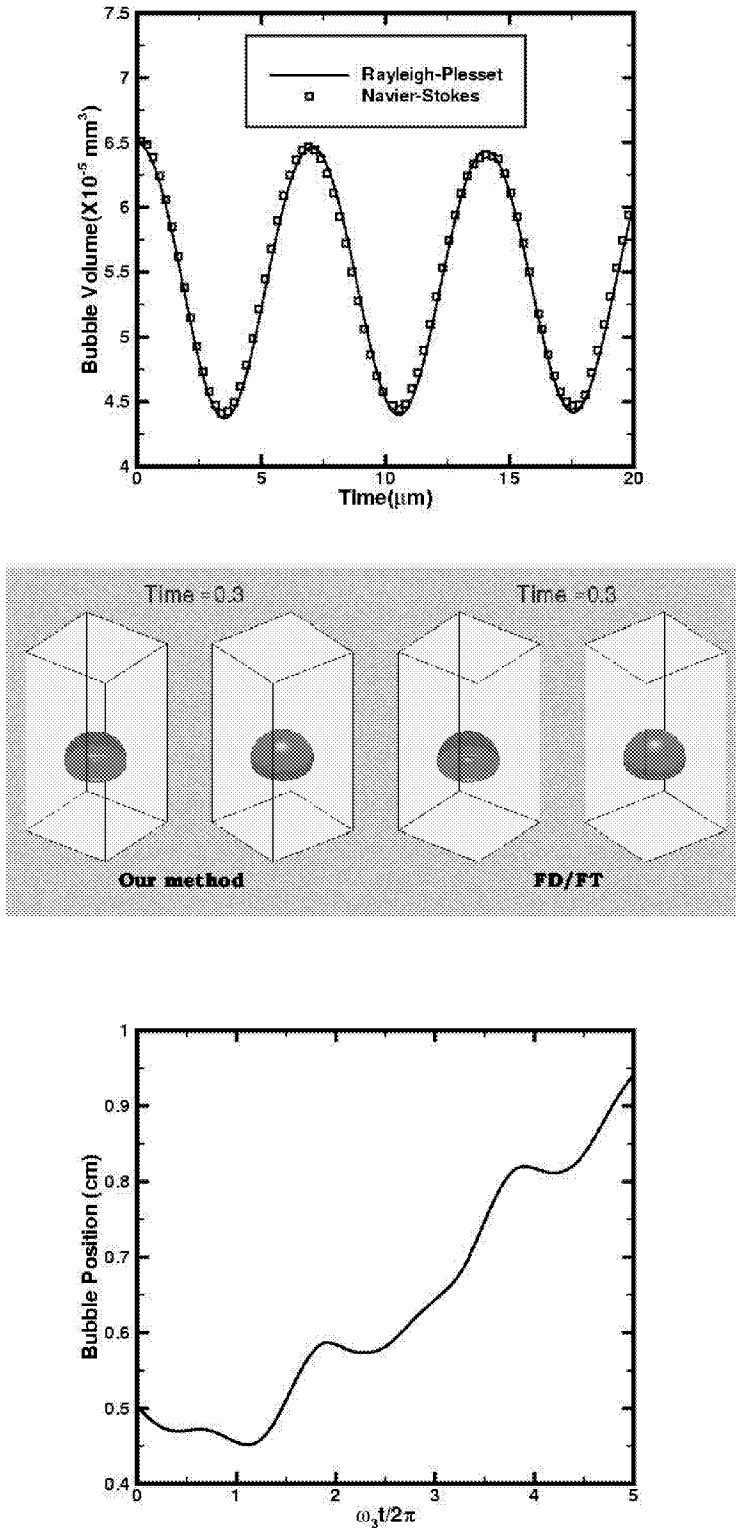 7.5
7
6.5
6
5.5
5
4.5
4
Bubble Volume(X10⁻⁵ mm³)
Rayleigh-Plesset
Navier-Stokes
0 5 10 15 20
Time(μm)
Time =0.3 Time =0.3
Our method FD/FT
1
0.9
0.8
0.7
0.6
0.5
0.4
Bubble Position (cm)
0 1 2 3 4 5
ω₃t/2π